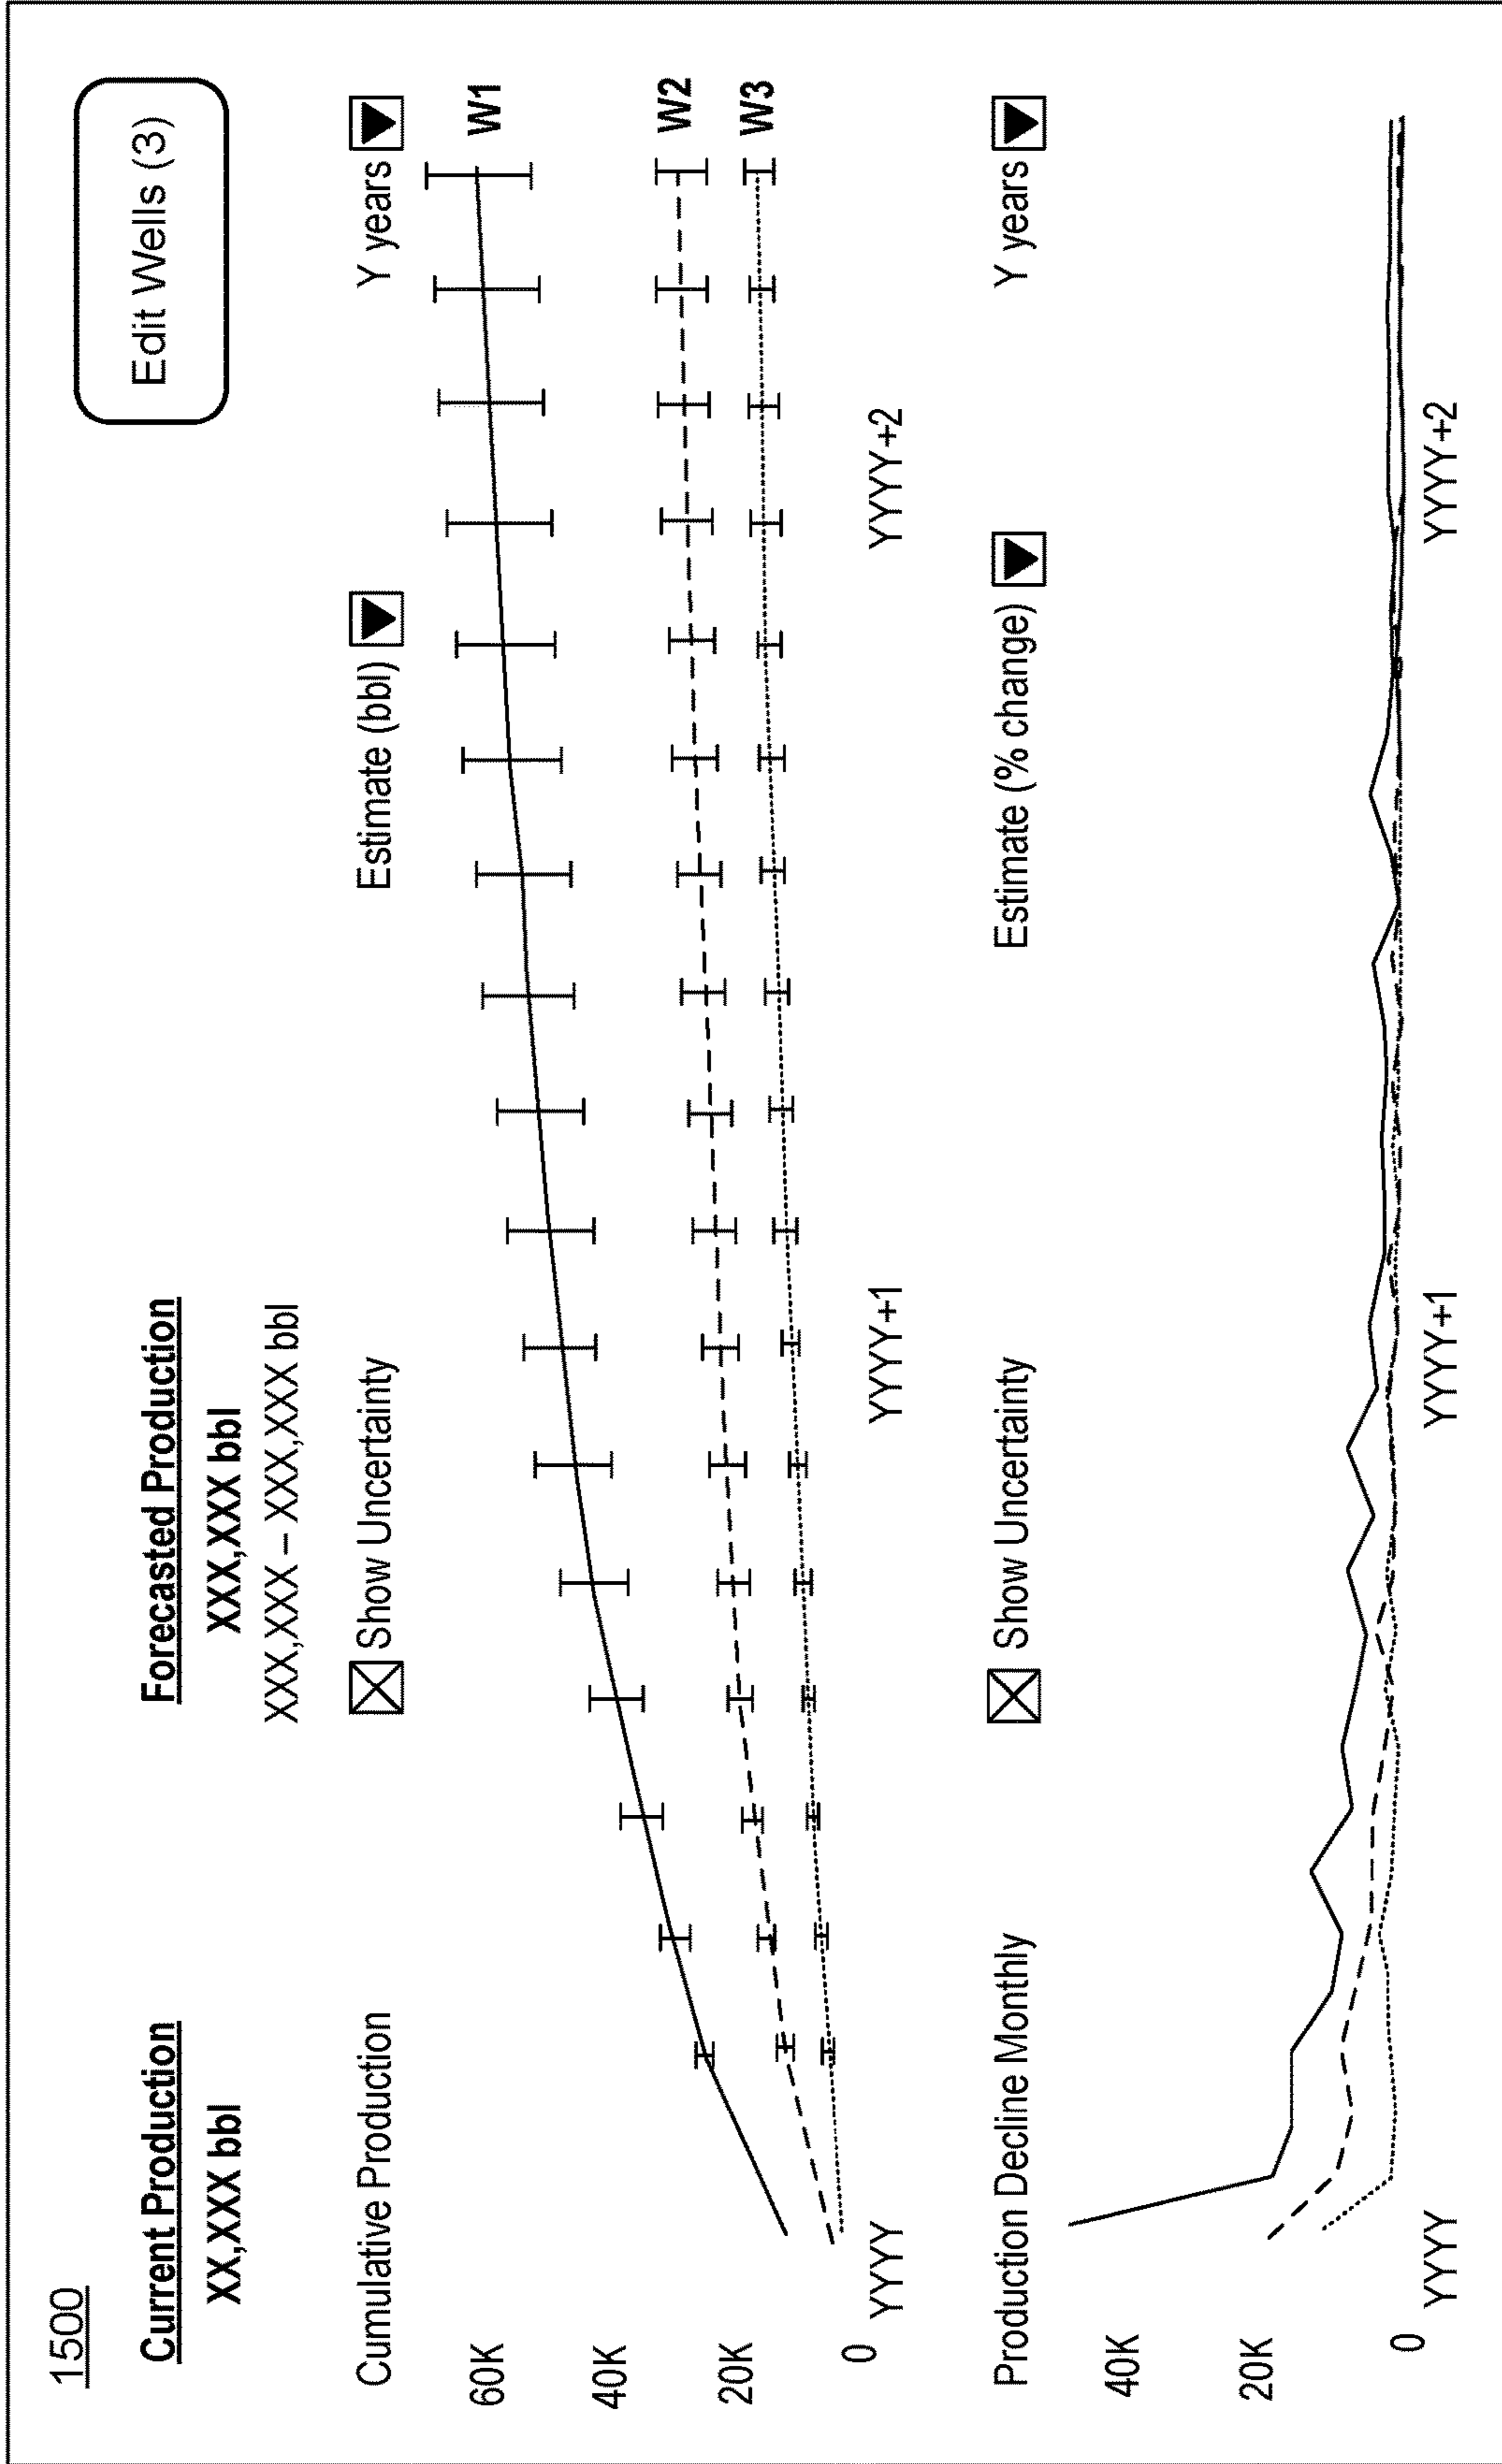 1500
Edit Wells (3)
Current Production
XX,XXX bbl
Forecasted Production
XXX,XXX bbl
XXX,XXX – XXX,XXX bbl
Cumulative Production
Show Uncertainty
Estimate (bbl)
Y years
60K
40K
20K
0
W1
W2
W3
YYYY
YYYY+1
YYYY+2
Production Decline Monthly
Show Uncertainty
Estimate (% change)
Y years
40K
20K
0
YYYY
YYYY+1
YYYY+2